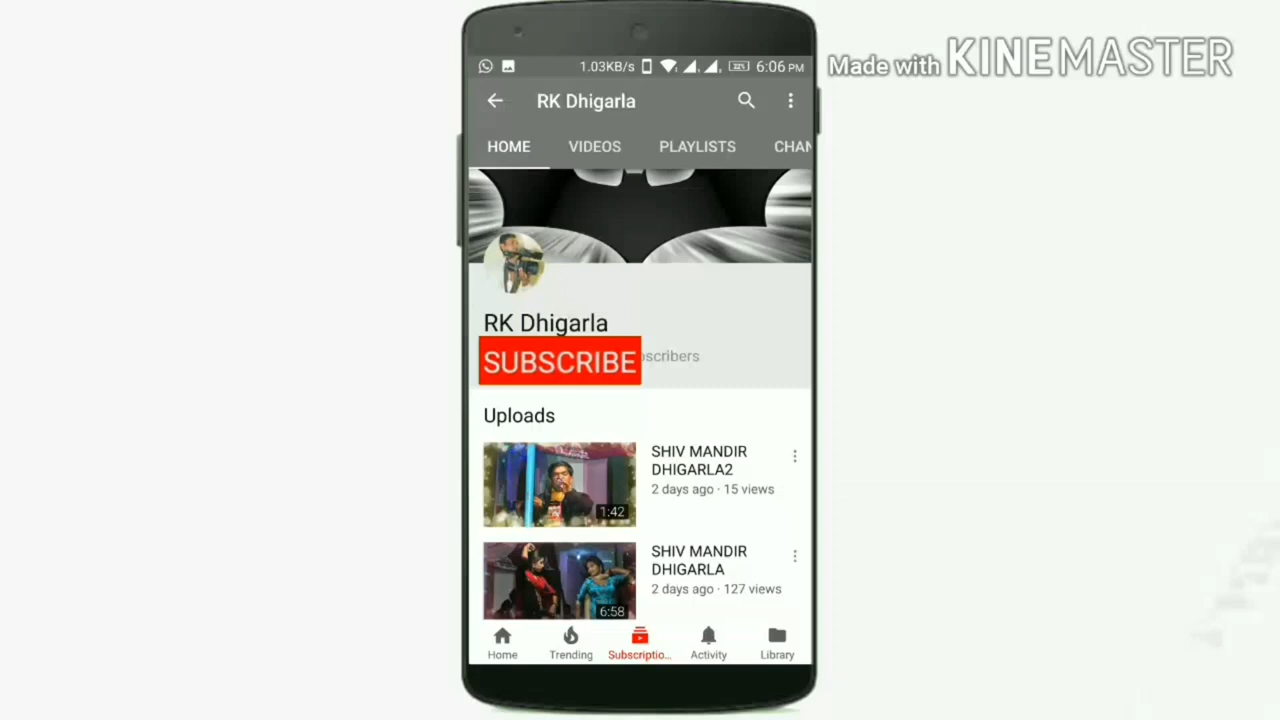 Made with KINEMASTER
1.03KB/s 6:06 PM
RK Dhigarla
HOME VIDEOS PLAYLISTS CHAN
RK Dhigarla
SUBSCRIBE scribers
Uploads
SHIV MANDIR
DHIGARLA2
2 days ago · 15 views
1:42
SHIV MANDIR
DHIGARLA
2 days ago · 127 views
6:58
Home Trending Subscriptio... Activity Library